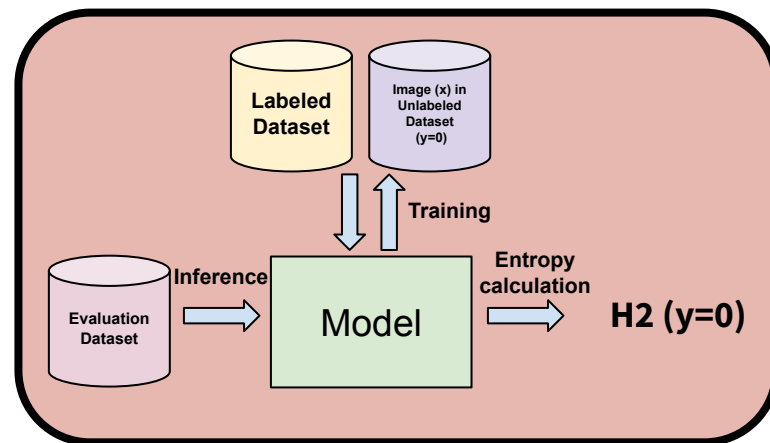 Labeled
Dataset
Image (x) in
Unlabeled
Dataset
(y=0)
Training
Inference
Entropy
calculation
Evaluation
Dataset
Model
H2 (y=0)